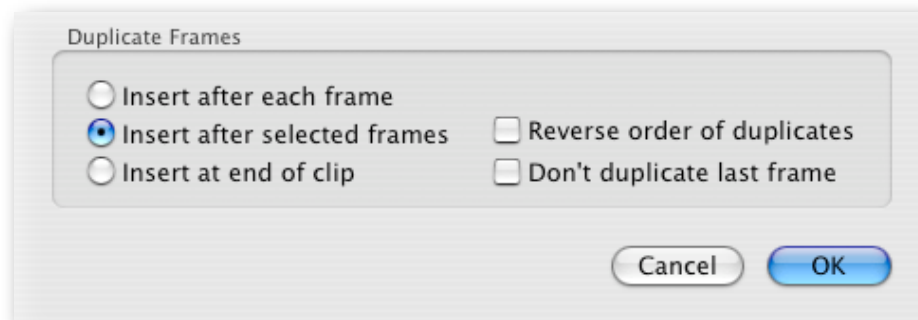 Duplicate Frames
Insert after each frame
Insert after selected frames
Reverse order of duplicates
Insert at end of clip
Don't duplicate last frame
Cancel
OK